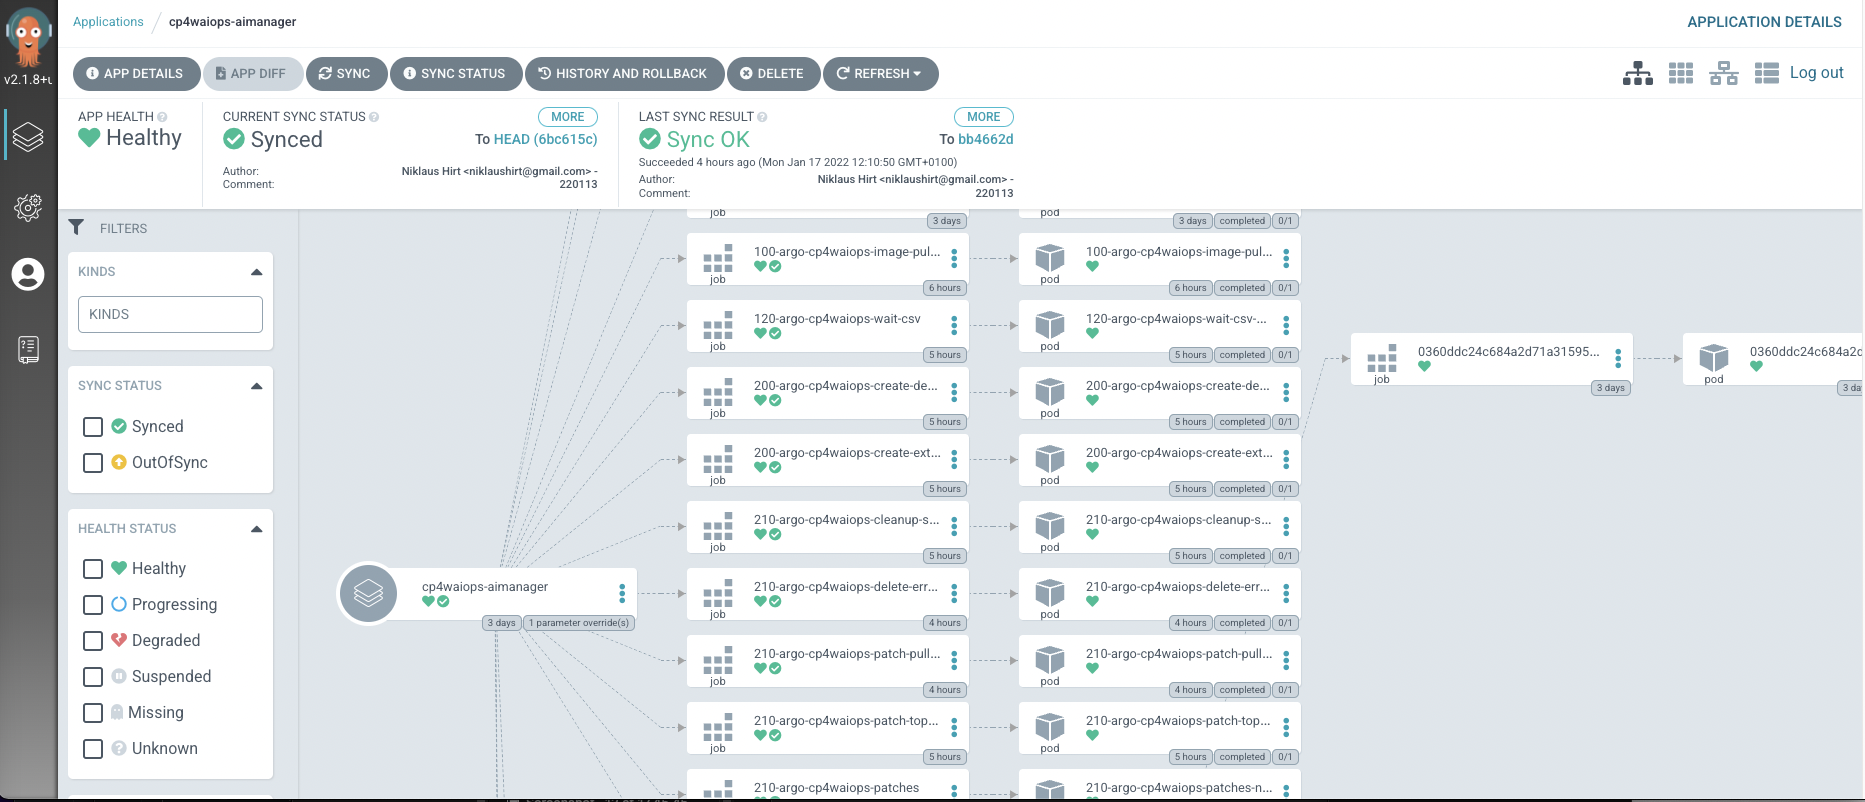 Applications / cp4waiops-aimanager
APPLICATION DETAILS
v2.1.8+u
APP DETAILS
APP DIFF
SYNC
SYNC STATUS
HISTORY AND ROLLBACK
DELETE
REFRESH
Log out
APP HEALTH
Healthy
CURRENT SYNC STATUS
MORE
Synced
To HEAD (6bc615c)
Author:
Niklaus Hirt <niklaushirt@gmail.com> -
Comment:
220113
LAST SYNC RESULT
MORE
Sync OK
To bb4662d
Succeeded 4 hours ago (Mon Jan 17 2022 12:10:50 GMT+0100)
Author:
Niklaus Hirt <niklaushirt@gmail.com> -
Comment:
220113
FILTERS
KINDS
KINDS
SYNC STATUS
Synced
OutOfSync
HEALTH STATUS
Healthy
Progressing
Degraded
Suspended
Missing
Unknown
cp4waiops-aimanager
3 days
1 parameter override(s)
job
3 days
pod
3 days completed 0/1
100-argo-cp4waiops-image-pul...
job
6 hours
100-argo-cp4waiops-image-pul...
pod
6 hours completed 0/1
120-argo-cp4waiops-wait-csv
job
5 hours
120-argo-cp4waiops-wait-csv-...
pod
5 hours completed 0/1
200-argo-cp4waiops-create-de...
job
5 hours
200-argo-cp4waiops-create-de...
pod
5 hours completed 0/1
200-argo-cp4waiops-create-ext...
job
5 hours
200-argo-cp4waiops-create-ext...
pod
5 hours completed 0/1
210-argo-cp4waiops-cleanup-s...
job
5 hours
210-argo-cp4waiops-cleanup-s...
pod
5 hours completed 0/1
210-argo-cp4waiops-delete-err...
job
4 hours
210-argo-cp4waiops-delete-err...
pod
4 hours completed 0/1
210-argo-cp4waiops-patch-pull...
job
4 hours
210-argo-cp4waiops-patch-pull...
pod
4 hours completed 0/1
210-argo-cp4waiops-patch-top...
job
5 hours
210-argo-cp4waiops-patch-top...
pod
5 hours completed 0/1
210-argo-cp4waiops-patches
210-argo-cp4waiops-patches-n...
0360ddc24c684a2d71a31595...
job
3 days
0360ddc24c684a2d
pod
3 da